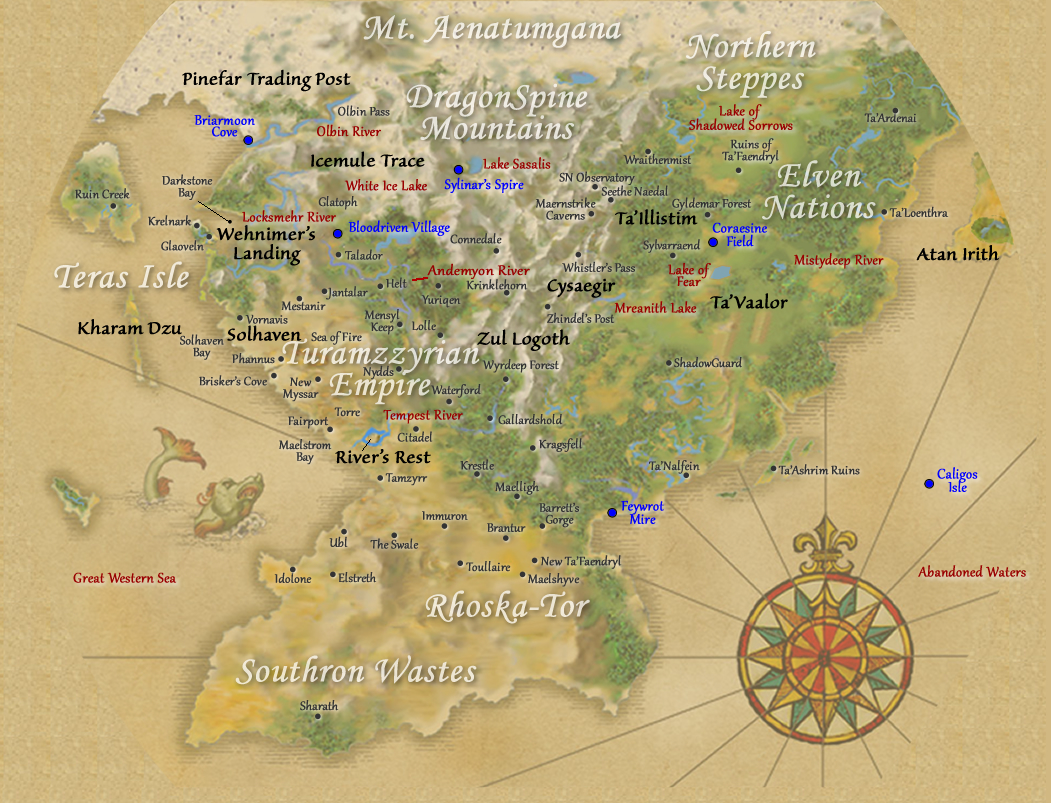 Mt. Aenatumgana
Northern
Steppes
Pinefar Trading Post
DragonSpine
Mountains
Olbin Pass
Briarmoon
Cove
Olbin River
Lake of
Shadowed Sorrows
Ta'Ardenai
Ruins of
Ta'Faendryl
Icemule Trace
Lake Sasalis
Wraithenmist
Elven
Nations
Darkstone
Bay
White Ice Lake
Sylinar's Spire
SN Observatory
Seethe Naedal
Ruin Creek
Glatoph
Maernstrike
Caverns
Gyldemar Forest
Ta'Illistim
Ta'Loenthra
Krelnark
Locksmehr River
Wehnimer's
Landing
Bloodriven Village
Coraesine
Field
Glaoveln
Connedale
Sylvarraend
Talador
Atan Irith
Teras Isle
Andemyon River
Whistler's Pass
Lake of
Fear
Mistydeep River
Helt
Krinklehorn
Cysaegir
Jantalar
Yuriqen
Mestanir
Mreanith Lake
Ta'Vaalor
Kharam Dzu
Vornavis
Mensyl
Keep
Lolle
Zhindel's Post
Solhaven
Solhaven
Bay
Sea of Fire
Zul Logoth
Phannus
Turamzzyrian
Empire
Nydds
Wyrdeep Forest
ShadowGuard
Brisker's Cove
New
Myssar
Waterford
Torre
Tempest River
Fairport
Gallardshold
Citadel
Maelstrom
Bay
River's Rest
Kragsfell
Krestle
Ta'Nalfein
Ta'Ashrim Ruins
Tamzyrr
Caligos
Isle
Maelligh
Barrett's
Gorge
Feywrot
Mire
Immuron
Brantur
Ubl
The Swale
Great Western Sea
Idolone
Elstreth
Toullaire
New Ta'Faendryl
Maelshyve
Abandoned Waters
Rhoska-Tor
Southron Wastes
Sharath